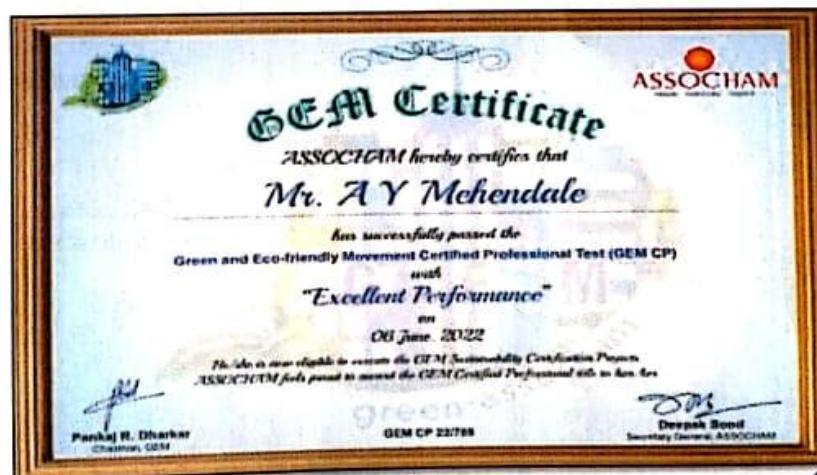 ASSOCHAM
GEM Certificate
ASSOCHAM hereby certifies that
Mr. A Y Mehendale
has successfully passed the
Green and Eco-friendly Movement Certified Professional Test (GEM CP)
with
"Excellent Performance"
on
06 June, 2022
He/she is now eligible to execute the GEM Sustainability Certification Projects
ASSOCHAM feels proud to award the GEM Certified Professional title to
green
Pankaj R. Dharkar
Chairman, GEM
GEM CP 22/788
Deepak Sood
Secretary General, ASSOCHAM